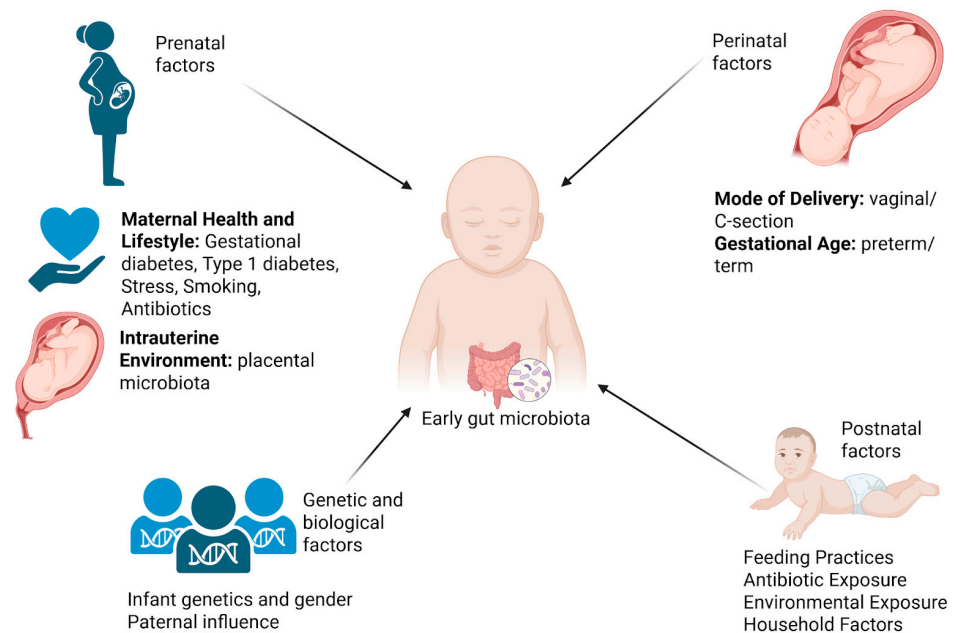 Prenatal
factors
Perinatal
factors
Maternal Health and
Lifestyle: Gestational
diabetes, Type 1 diabetes,
Stress, Smoking,
Antibiotics
Intrauterine
Environment: placental
microbiota
Mode of Delivery: vaginal/
C-section
Gestational Age: preterm/
term
Early gut microbiota
Genetic and
biological
factors
Infant genetics and gender
Paternal influence
Postnatal
factors
Feeding Practices
Antibiotic Exposure
Environmental Exposure
Household Factors